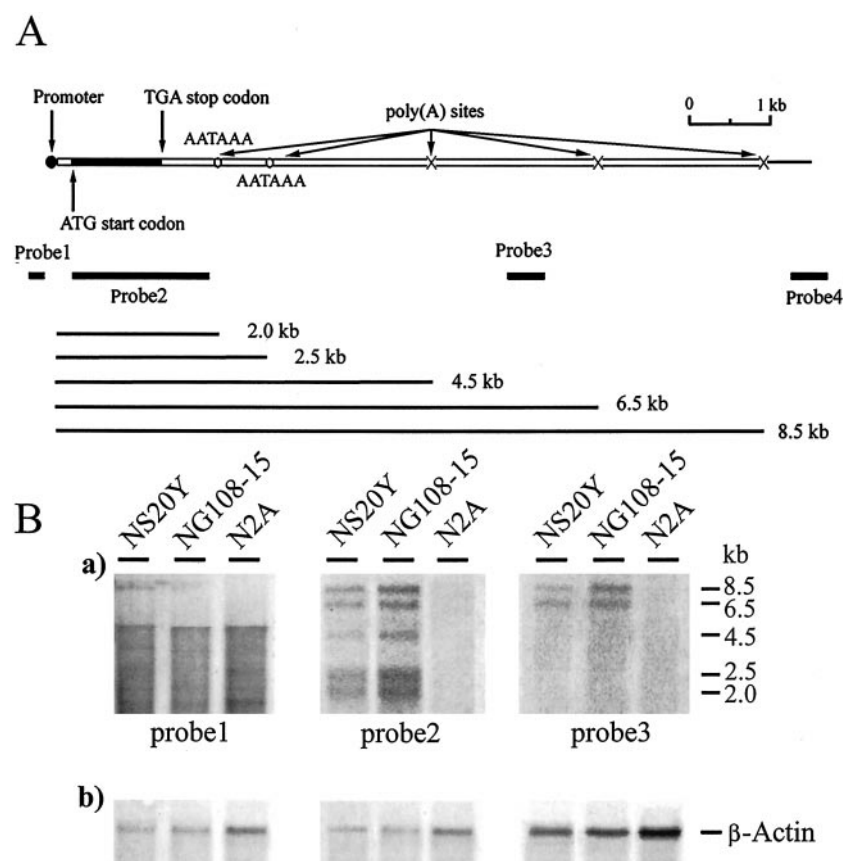 A
Promoter
TGA stop codon
poly(A) sites
0 1 kb
AATAAA
AATAAA
ATG start codon
Probe1
Probe2
Probe3
Probe4
2.0 kb
2.5 kb
4.5 kb
6.5 kb
8.5 kb
B
NS20Y NG108-15 N2A
NS20Y NG108-15 N2A
NS20Y NG108-15 N2A
kb
a)
8.5
6.5
4.5
2.5
2.0
probe1 probe2 probe3
b)
β-Actin